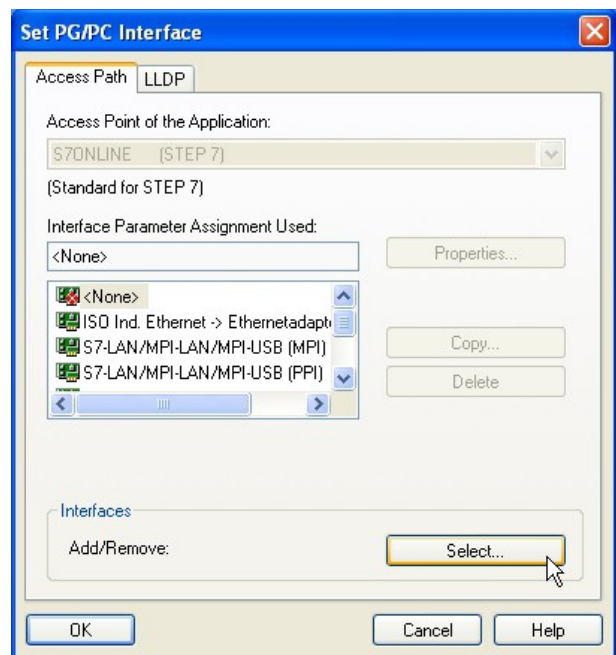 Set PG/PC Interface
Access Path LLDP
Access Point of the Application:
S7ONLINE (STEP 7)
(Standard for STEP 7)
Interface Parameter Assignment Used:
<None>
Properties...
<None>
ISO Ind. Ethernet -> Ethernetadapt
S7-LAN/MPI-LAN/MPI-USB (MPI)
Copy...
S7-LAN/MPI-LAN/MPI-USB (PPI)
Delete
Interfaces
Add/Remove:
Select...
OK
Cancel
Help